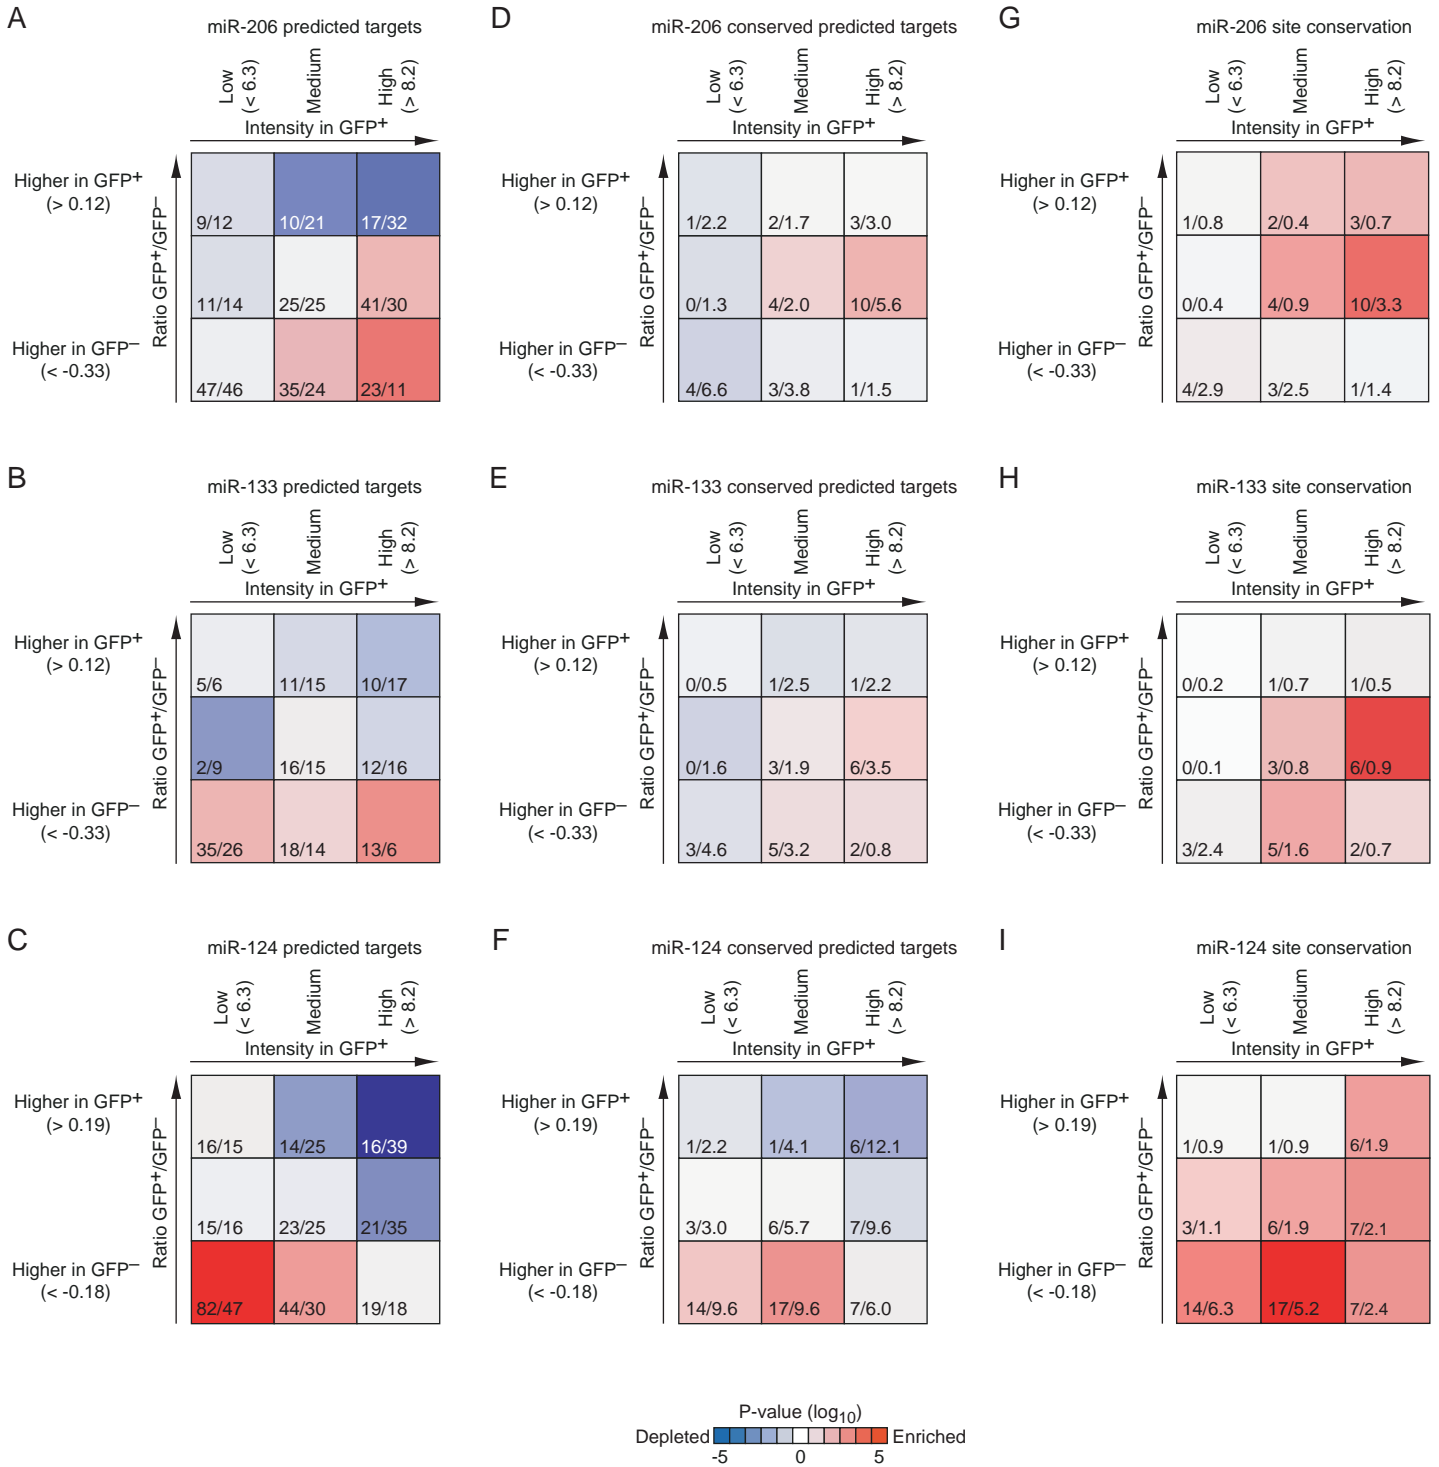 A
miR-206 predicted targets
Low
(< 6.3)
Medium
High
(> 8.2)
Intensity in GFP+
Ratio GFP+/GFP–
Higher in GFP+
(> 0.12)
Higher in GFP–
(< -0.33)
9/12 10/21 17/32
11/14 25/25 41/30
47/46 35/24 23/11
D
miR-206 conserved predicted targets
Low
(< 6.3)
Medium
High
(> 8.2)
Intensity in GFP+
Ratio GFP+/GFP–
Higher in GFP+
(> 0.12)
Higher in GFP–
(< -0.33)
1/2.2 2/1.7 3/3.0
0/1.3 4/2.0 10/5.6
4/6.6 3/3.8 1/1.5
G
miR-206 site conservation
Low
(< 6.3)
Medium
High
(> 8.2)
Intensity in GFP+
Ratio GFP+/GFP–
Higher in GFP+
(> 0.12)
Higher in GFP–
(< -0.33)
1/0.8 2/0.4 3/0.7
0/0.4 4/0.9 10/3.3
4/2.9 3/2.5 1/1.4
B
miR-133 predicted targets
Low
(< 6.3)
Medium
High
(> 8.2)
Intensity in GFP+
Ratio GFP+/GFP–
Higher in GFP+
(> 0.12)
Higher in GFP–
(< -0.33)
5/6 11/15 10/17
2/9 16/15 12/16
35/26 18/14 13/6
E
miR-133 conserved predicted targets
Low
(< 6.3)
Medium
High
(> 8.2)
Intensity in GFP+
Ratio GFP+/GFP–
Higher in GFP+
(> 0.12)
Higher in GFP–
(< -0.33)
0/0.5 1/2.5 1/2.2
0/1.6 3/1.9 6/3.5
3/4.6 5/3.2 2/0.8
H
miR-133 site conservation
Low
(< 6.3)
Medium
High
(> 8.2)
Intensity in GFP+
Ratio GFP+/GFP–
Higher in GFP+
(> 0.12)
Higher in GFP–
(< -0.33)
0/0.2 1/0.7 1/0.5
0/0.1 3/0.8 6/0.9
3/2.4 5/1.6 2/0.7
C
miR-124 predicted targets
Low
(< 6.3)
Medium
High
(> 8.2)
Intensity in GFP+
Ratio GFP+/GFP–
Higher in GFP+
(> 0.19)
Higher in GFP–
(< -0.18)
16/15 14/25 16/39
15/16 23/25 21/35
82/47 44/30 19/18
F
miR-124 conserved predicted targets
Low
(< 6.3)
Medium
High
(> 8.2)
Intensity in GFP+
Ratio GFP+/GFP–
Higher in GFP+
(> 0.19)
Higher in GFP–
(< -0.18)
1/2.2 1/4.1 6/12.1
3/3.0 6/5.7 7/9.6
14/9.6 17/9.6 7/6.0
I
miR-124 site conservation
Low
(< 6.3)
Medium
High
(> 8.2)
Intensity in GFP+
Ratio GFP+/GFP–
Higher in GFP+
(> 0.19)
Higher in GFP–
(< -0.18)
1/0.9 1/0.9 6/1.9
3/1.1 6/1.9 7/2.1
14/6.3 17/5.2 7/2.4
P-value (log10)
Depleted Enriched
-5 0 5